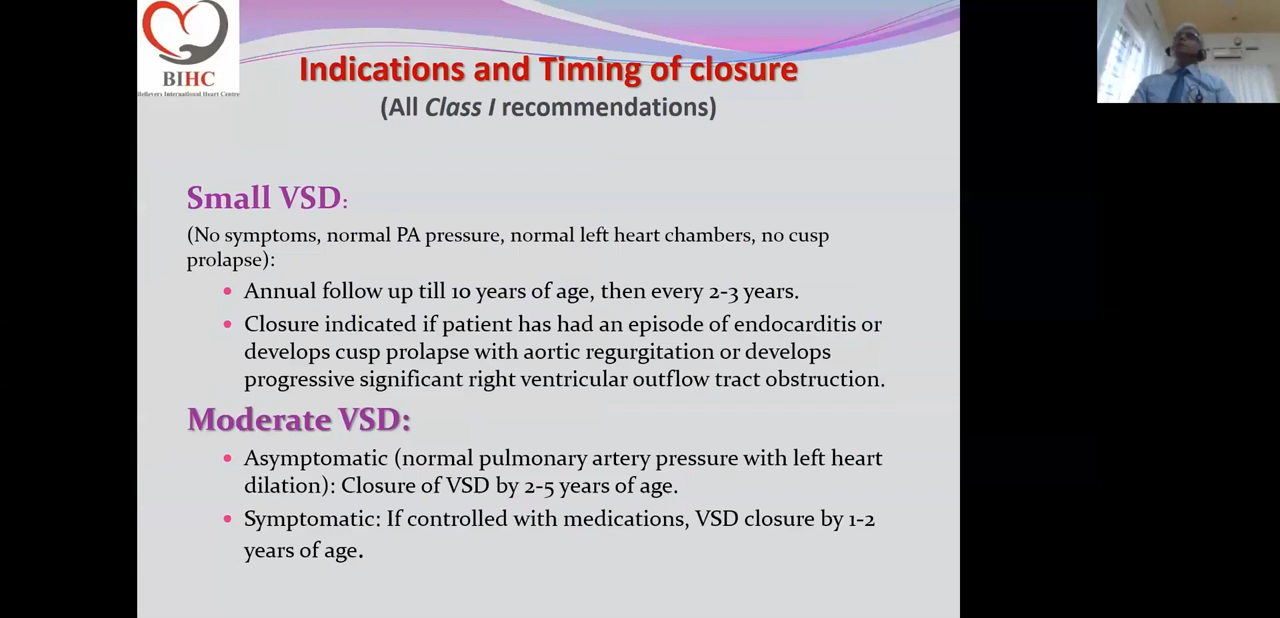 BIHC
Believers International Heart Centre
Indications and Timing of closure
(All Class I recommendations)
Small VSD:
(No symptoms, normal PA pressure, normal left heart chambers, no cusp
prolapse):
• Annual follow up till 10 years of age, then every 2-3 years.
• Closure indicated if patient has had an episode of endocarditis or
develops cusp prolapse with aortic regurgitation or develops
progressive significant right ventricular outflow tract obstruction.
Moderate VSD:
• Asymptomatic (normal pulmonary artery pressure with left heart
dilation): Closure of VSD by 2-5 years of age.
• Symptomatic: If controlled with medications, VSD closure by 1-2
years of age.